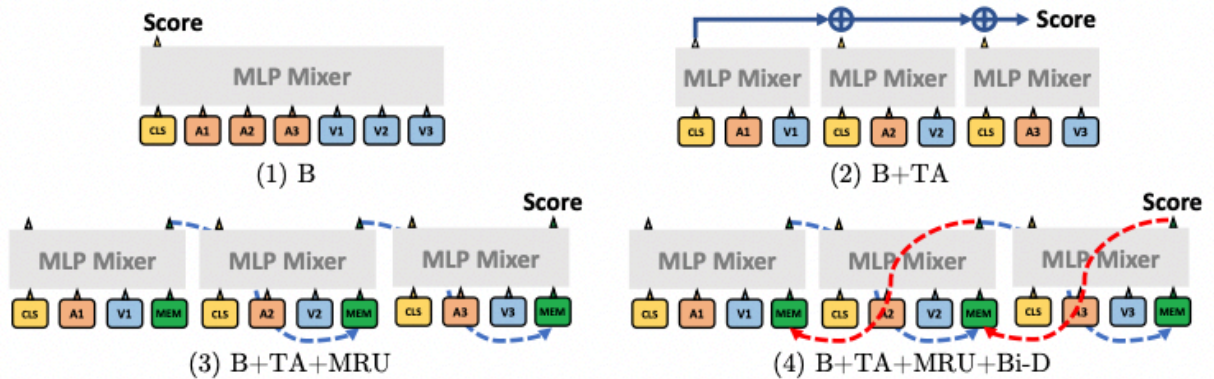 Score
MLP Mixer
CLS A1 A2 A3 V1 V2 V3
(1) B
Score
MLP Mixer MLP Mixer MLP Mixer
CLS A1 V1 CLS A2 V2 CLS A3 V3
(2) B+TA
Score
MLP Mixer MLP Mixer MLP Mixer
CLS A1 V1 MEM CLS A2 V2 MEM CLS A3 V3 MEM
(3) B+TA+MRU
Score
MLP Mixer MLP Mixer MLP Mixer
CLS A1 V1 MEM CLS A2 V2 MEM CLS A3 V3 MEM
(4) B+TA+MRU+Bi-D